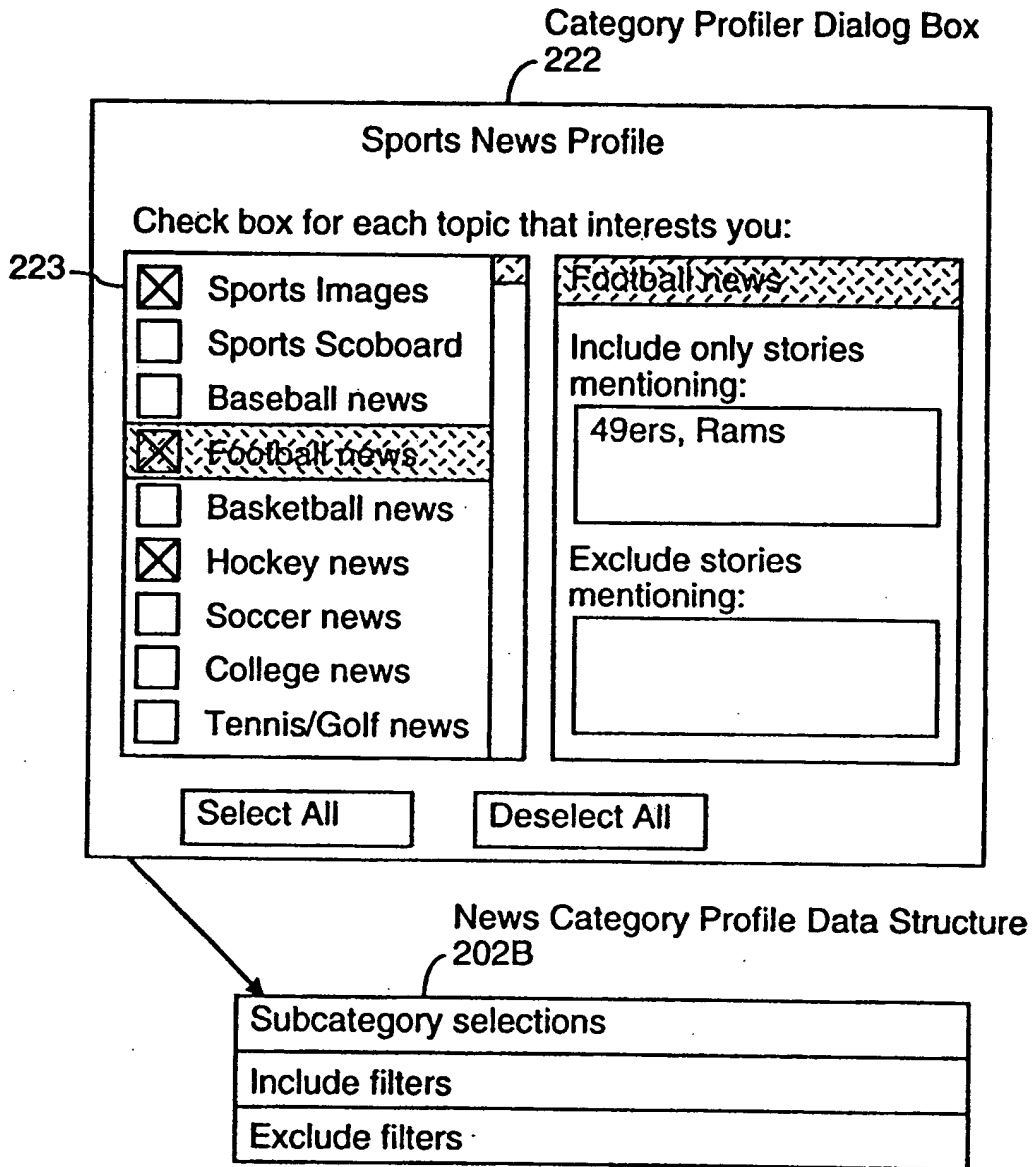 Category Profiler Dialog Box
222
Sports News Profile
Check box for each topic that interests you:
223
Sports Images
Sports Scoboard
Baseball news
Football news
Basketball news
Hockey news
Soccer news
College news
Tennis/Golf news
Football news
Include only stories
mentioning:
49ers, Rams
Exclude stories
mentioning:
Select All
Deselect All
News Category Profile Data Structure
202B
Subcategory selections
Include filters
Exclude filters